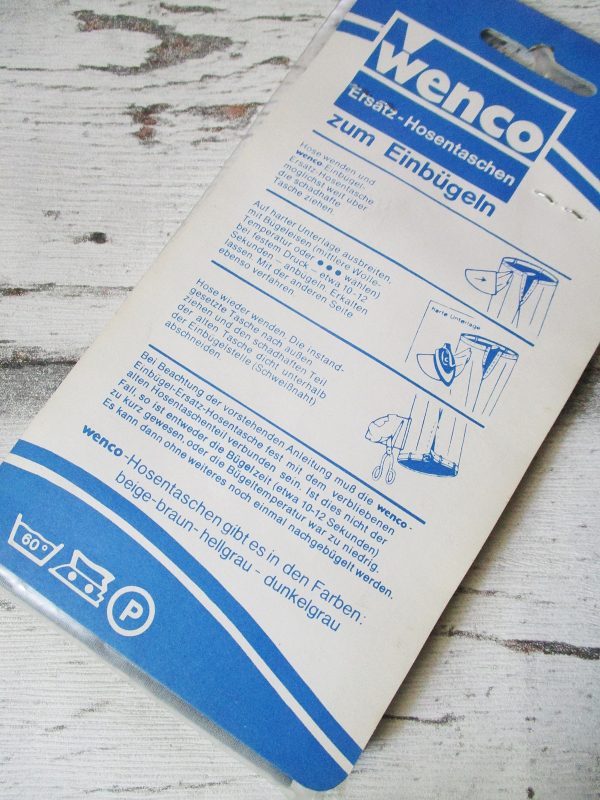 wenco
Ersatz-Hosentaschen
zum Einbügeln
Hose wenden und
wenco Einbügel-
Ersatz-Hosentasche
möglichst weit über
die schadhafte
Tasche ziehen.
Auf harter Unterlage ausbreiten,
mit Bügeleisen (mittlere Wolle-
Temperatur oder ●●● wählen)
bei festem Druck – etwa 10-12
Sekunden – anbügeln. Erkalten
lassen. Mit der anderen Seite
ebenso verfahren.
harte Unterlage
Hose wieder wenden. Die instand-
gesetzte Tasche nach außen
ziehen und den schadhaften Teil
der alten Tasche dicht unterhalb
der Einbügelstelle (Schweißnaht)
abschneiden.
Bei Beachtung der vorstehenden Anleitung muß die wenco-
Einbügel-Ersatz-Hosentasche fest mit dem verbliebenen
alten Hosentaschenteil verbunden sein. Ist dies nicht der
Fall, so ist entweder die Bügelzeit (etwa 10-12 Sekunden)
zu kurz gewesen, oder die Bügeltemperatur war zu niedrig.
Es kann dann ohne weiteres noch einmal nachgebügelt werden.
wenco-Hosentaschen gibt es in den Farben:
beige-braun- hellgrau - dunkelgrau
60° P